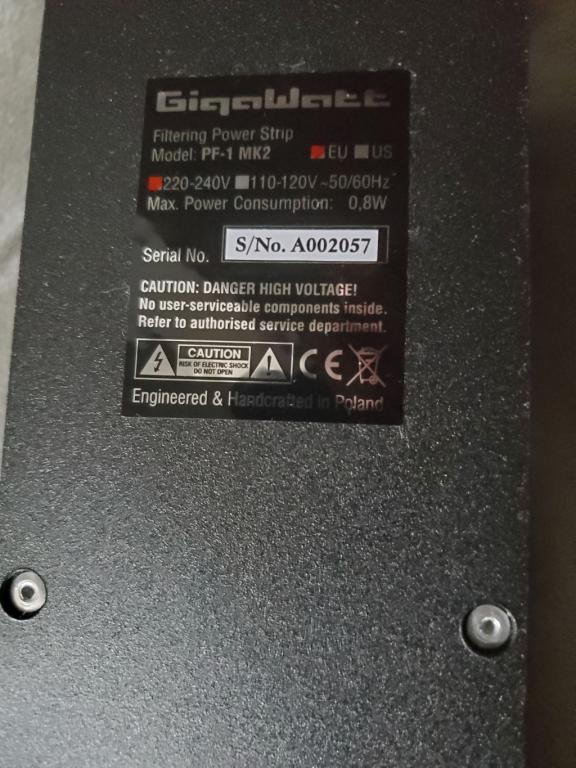 GigaWatt
Filtering Power Strip
Model: PF-1 MK2 EU US
220-240V 110-120V ~50/60Hz
Max. Power Consumption: 0,8W
Serial No. S/No. A002057
CAUTION: DANGER HIGH VOLTAGE!
No user-serviceable components inside.
Refer to authorised service department.
CAUTION
RISK OF ELECTRIC SHOCK
DO NOT OPEN
CE
Engineered & Handcrafted in Poland